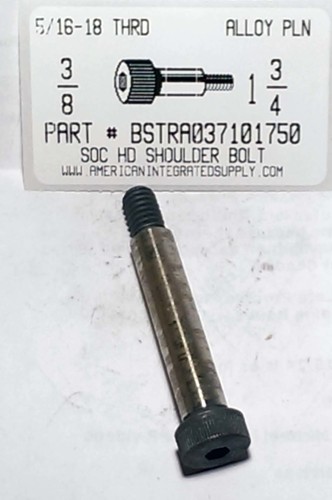 5/16-18 THRD ALLOY PLN
3/8 1 3/4
PART # BSTRA037101750
SOC HD SHOULDER BOLT
WWW.AMERICANINTEGRATEDSUPPLY.COM